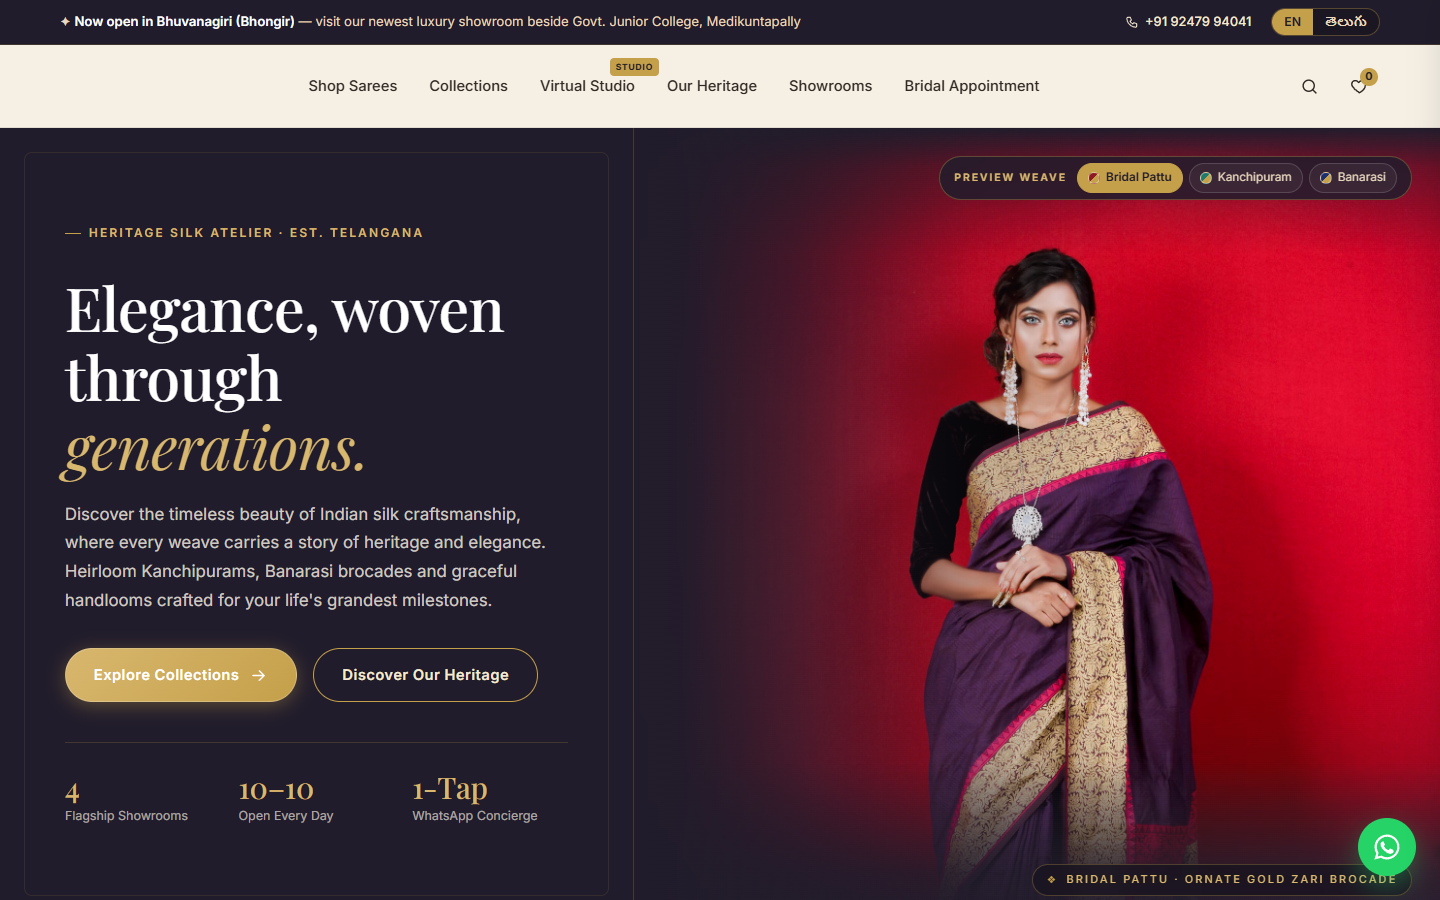 ✦ Now open in Bhuvanagiri (Bhongir) — visit our newest luxury showroom beside Govt. Junior College, Medikuntapally
+91 92479 94041
EN
తెలుగు
STUDIO
Shop Sarees
Collections
Virtual Studio
Our Heritage
Showrooms
Bridal Appointment
0
PREVIEW WEAVE
Bridal Pattu
Kanchipuram
Banarasi
— HERITAGE SILK ATELIER · EST. TELANGANA
Elegance, woven
through
generations.
Discover the timeless beauty of Indian silk craftsmanship,
where every weave carries a story of heritage and elegance.
Heirloom Kanchipurams, Banarasi brocades and graceful
handlooms crafted for your life's grandest milestones.
Explore Collections →
Discover Our Heritage
4
Flagship Showrooms
10–10
Open Every Day
1-Tap
WhatsApp Concierge
❖ BRIDAL PATTU · ORNATE GOLD ZARI BROCADE